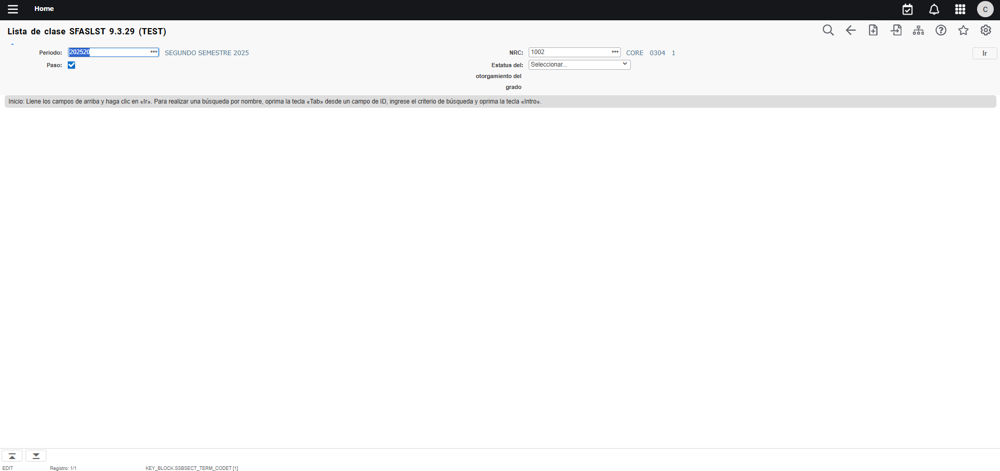 Home
C
Lista de clase SFASLST 9.3.29 (TEST)
Periodo: 202520 ••• SEGUNDO SEMESTRE 2025
NRC: 1002 ••• CORE 0304 1
Ir
Paso:
Estatus del: Seleccionar...
otorgamiento del
grado
Inicio: Llene los campos de arriba y haga clic en «Ir». Para realizar una búsqueda por nombre, oprima la tecla «Tab» desde un campo de ID, ingrese el criterio de búsqueda y oprima la tecla «Intro».
EDIT Registro: 1/1 KEY_BLOCK.SSBSECT_TERM_CODET [1]